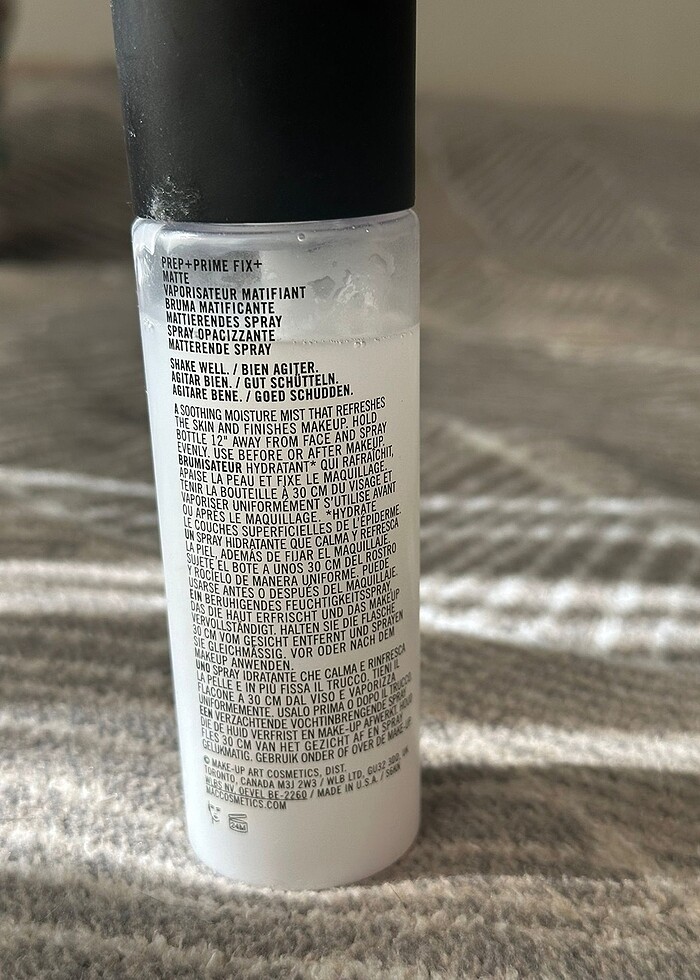 PREP+PRIME FIX+
MATTE
VAPORISATEUR MATIFIANT
BRUMA MATIFICANTE
MATTIERENDES SPRAY
SPRAY OPACIZZANTE
MATTERENDE SPRAY
SHAKE WELL. / BIEN AGITER.
AGITAR BIEN. / GUT SCHÜTTELN.
AGITARE BENE. / GOED SCHUDDEN.
A SOOTHING MOISTURE MIST THAT REFRESHES
THE SKIN AND FINISHES MAKEUP. HOLD
BOTTLE 12" AWAY FROM FACE AND SPRAY
EVENLY. USE BEFORE OR AFTER MAKEUP.
BRUMISATEUR HYDRATANT* QUI RAFRAÎCHIT,
APAISE LA PEAU ET FIXE LE MAQUILLAGE.
TENIR LA BOUTEILLE À 30 CM DU VISAGE ET
VAPORISER UNIFORMÉMENT S'UTILISE AVANT
OU APRÈS LE MAQUILLAGE. *HYDRATE
LE COUCHES SUPERFICIELLES DE L'ÉPIDERME.
UN SPRAY HIDRATANTE QUE CALMA Y REFRESCA
LA PIEL, ADEMÁS DE FIJAR EL MAQUILLAJE.
SUJETE EL BOTE A UNOS 30 CM DEL ROSTRO
Y ROCÍELO DE MANERA UNIFORME. PUEDE
USARSE ANTES O DESPUÉS DEL MAQUILLAJE.
EIN BERUHIGENDES FEUCHTIGKEITSSPRAY
DAS DIE HAUT ERFRISCHT UND DAS MAKEUP
VERVOLLSTÄNDIGT. HALTEN SIE DIE FLASCHE
30 CM VOM GESICHT ENTFERNT UND SPRAYEN
SIE GLEICHMÄSSIG. VOR ODER NACH DEM
MAKEUP ANWENDEN.
UNO SPRAY IDRATANTE CHE CALMA E RINFRESCA
LA PELLE E IN PIÙ FISSA IL TRUCCO. TIENI IL
FLACONE A 30 CM DAL VISO E VAPORIZZA
UNIFORMEMENTE. USALO PRIMA O DOPO IL TRUCCO.
EEN VERZACHTENDE VOCHTINBRENGENDE SPRAY
DIE DE HUID VERFRIST EN MAKE-UP AFWERKT. HOUD
FLES 30 CM VAN HET GEZICHT AF EN SPRAY
GELIJKMATIG. GEBRUIK ONDER OF OVER DE MAKE-UP
© MAKE-UP ART COSMETICS, DIST.
TORONTO, CANADA M3J 2W3 / WLB LTD. GU32 3DD, UK
WLBS NV, OEVEL BE-2260 / MADE IN U.S.A. /
MACCOSMETICS.COM
24M